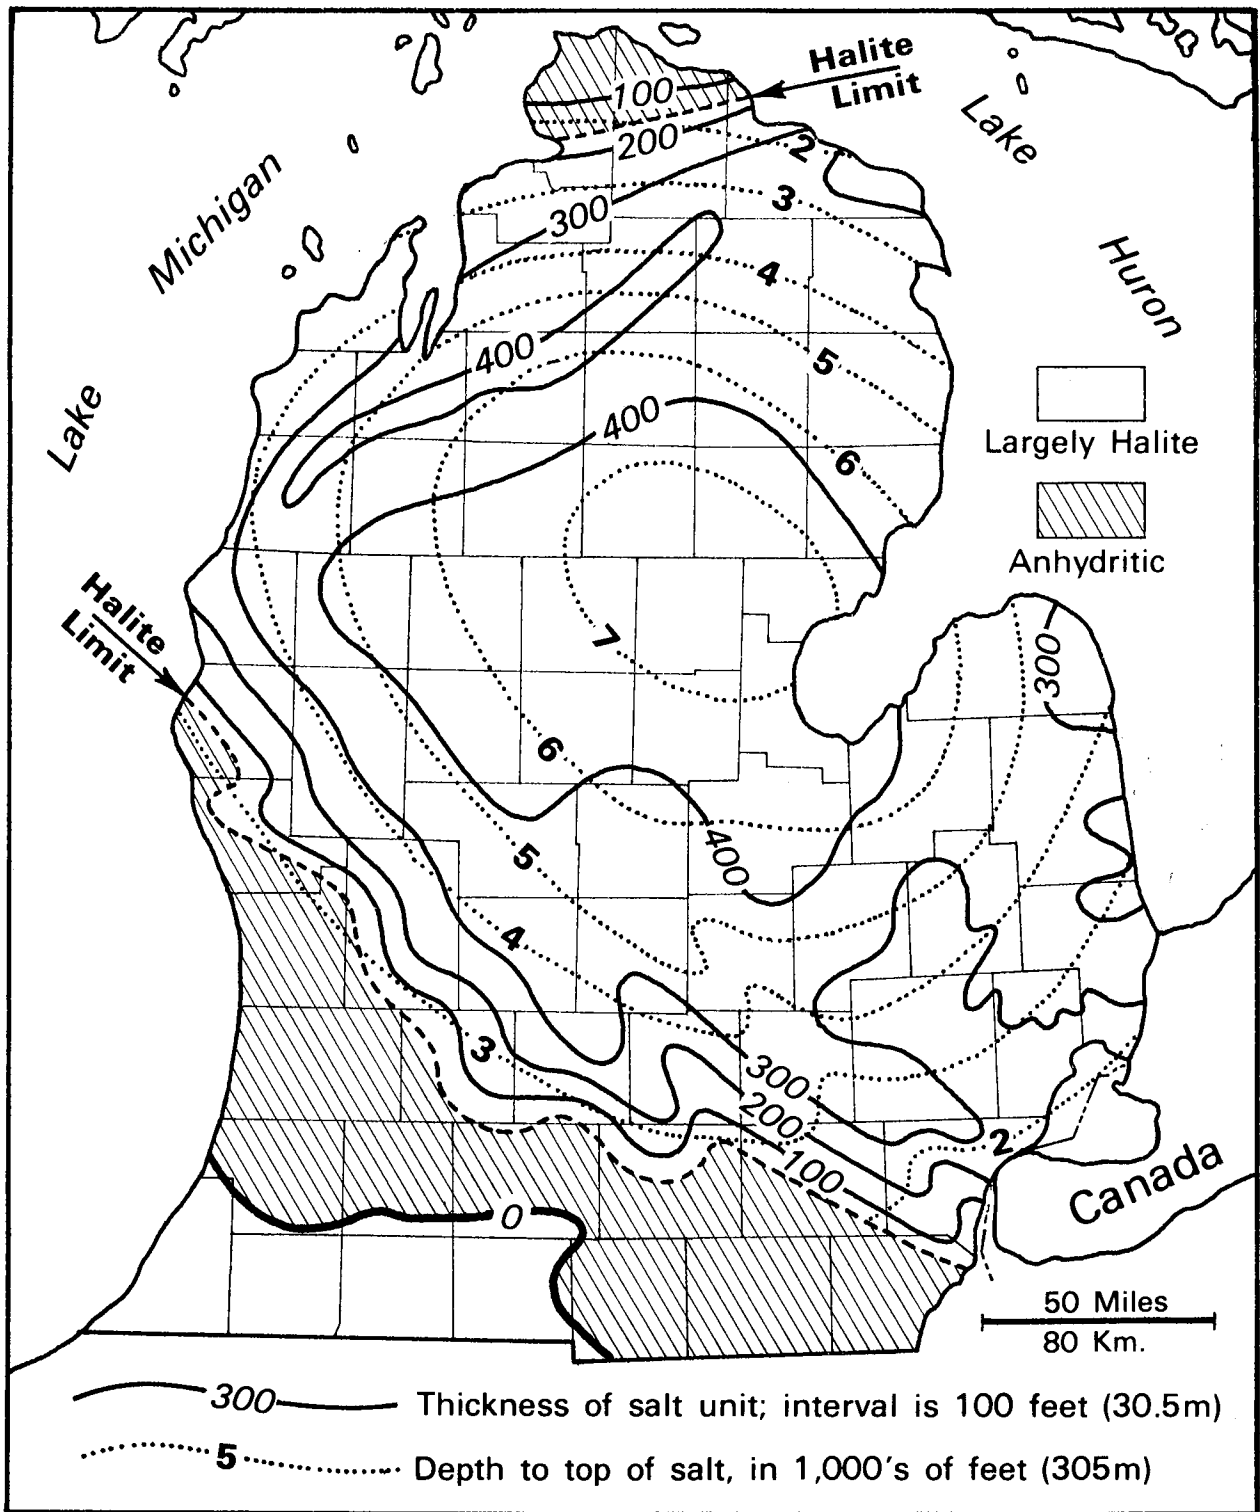 Halite
Limit
100
200
2
Lake
3
Michigan
300
4
Huron
400
5
Lake
400
6
Largely Halite
Anhydritic
Halite
Limit
7
300
6
400
5
4
3
300
200
2
100
Canada
0
50 Miles
80 Km.
300 Thickness of salt unit; interval is 100 feet (30.5m)
5 Depth to top of salt, in 1,000's of feet (305m)